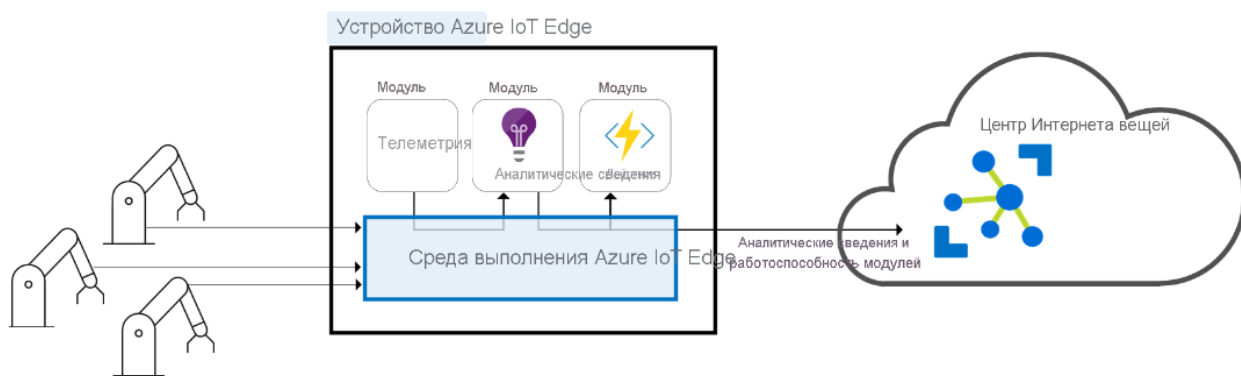 Устройство Azure IoT Edge
Модуль
Модуль
Модуль
Телеметрия
Аналитические сведения
Среда выполнения Azure IoT Edge
Аналитические сведения и
работоспособность модулей
Центр Интернета вещей